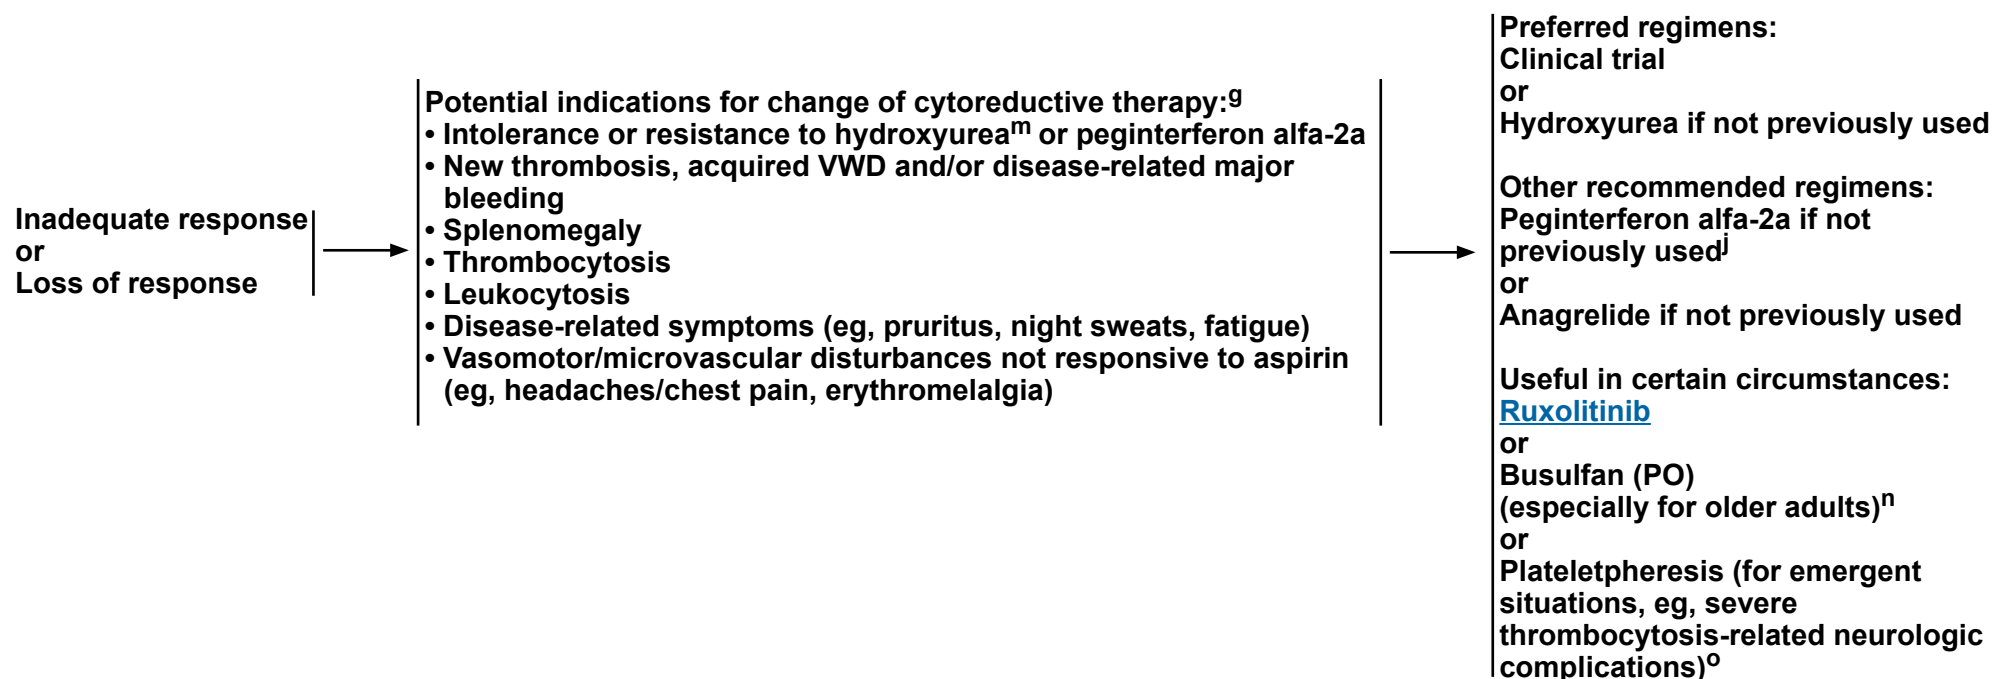 Inadequate response
or
Loss of response
Potential indications for change of cytoreductive therapy:g
• Intolerance or resistance to hydroxyuream or peginterferon alfa-2a
• New thrombosis, acquired VWD and/or disease-related major
bleeding
• Splenomegaly
• Thrombocytosis
• Leukocytosis
• Disease-related symptoms (eg, pruritus, night sweats, fatigue)
• Vasomotor/microvascular disturbances not responsive to aspirin
(eg, headaches/chest pain, erythromelalgia)
Preferred regimens:
Clinical trial
or
Hydroxyurea if not previously used
Other recommended regimens:
Peginterferon alfa-2a if not
previously usedj
or
Anagrelide if not previously used
Useful in certain circumstances:
Ruxolitinib
or
Busulfan (PO)
(especially for older adults)n
or
Plateletpheresis (for emergent
situations, eg, severe
thrombocytosis-related neurologic
complications)o